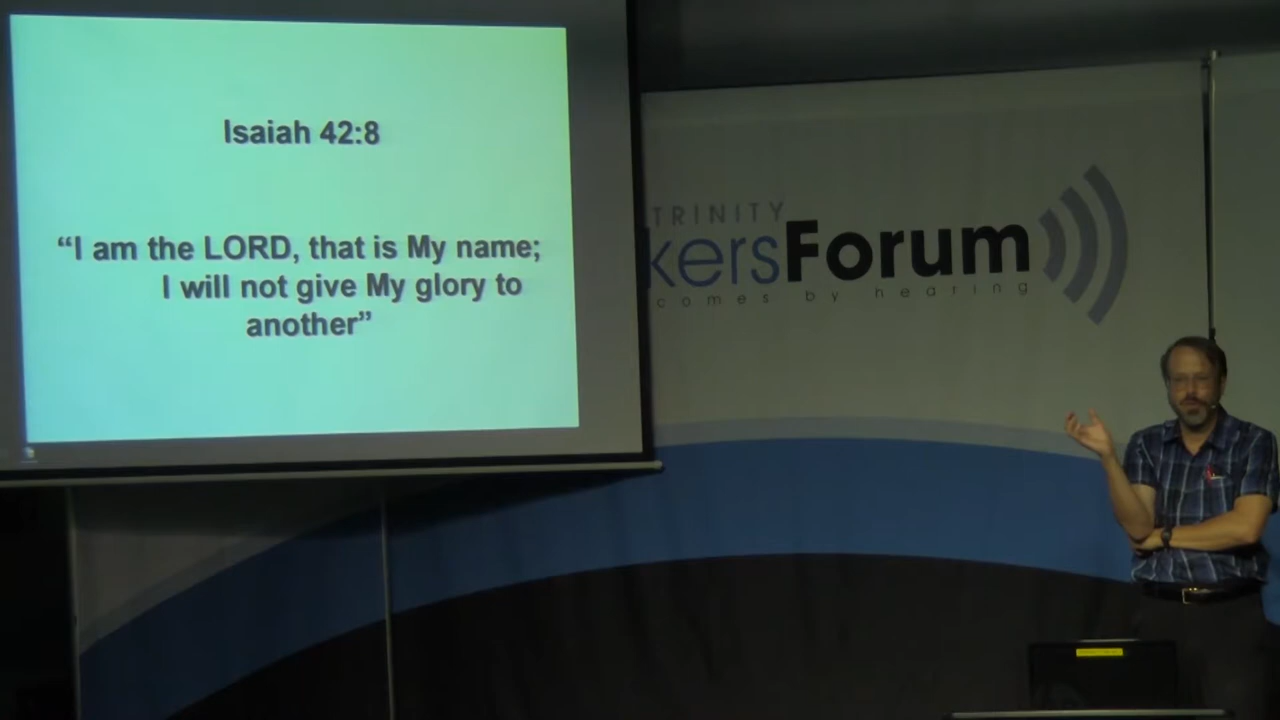 Isaiah 42:8
“I am the LORD, that is My name;
I will not give My glory to
another”
TRINITY
kersForum
comes by hearing